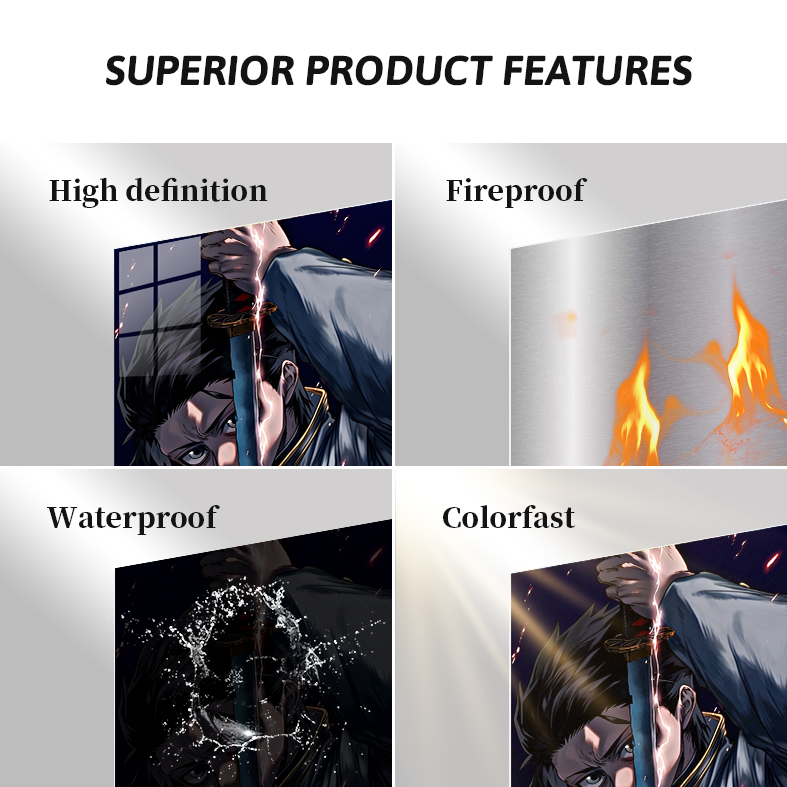 SUPERIOR PRODUCT FEATURES
High definition
Fireproof
Waterproof
Colorfast